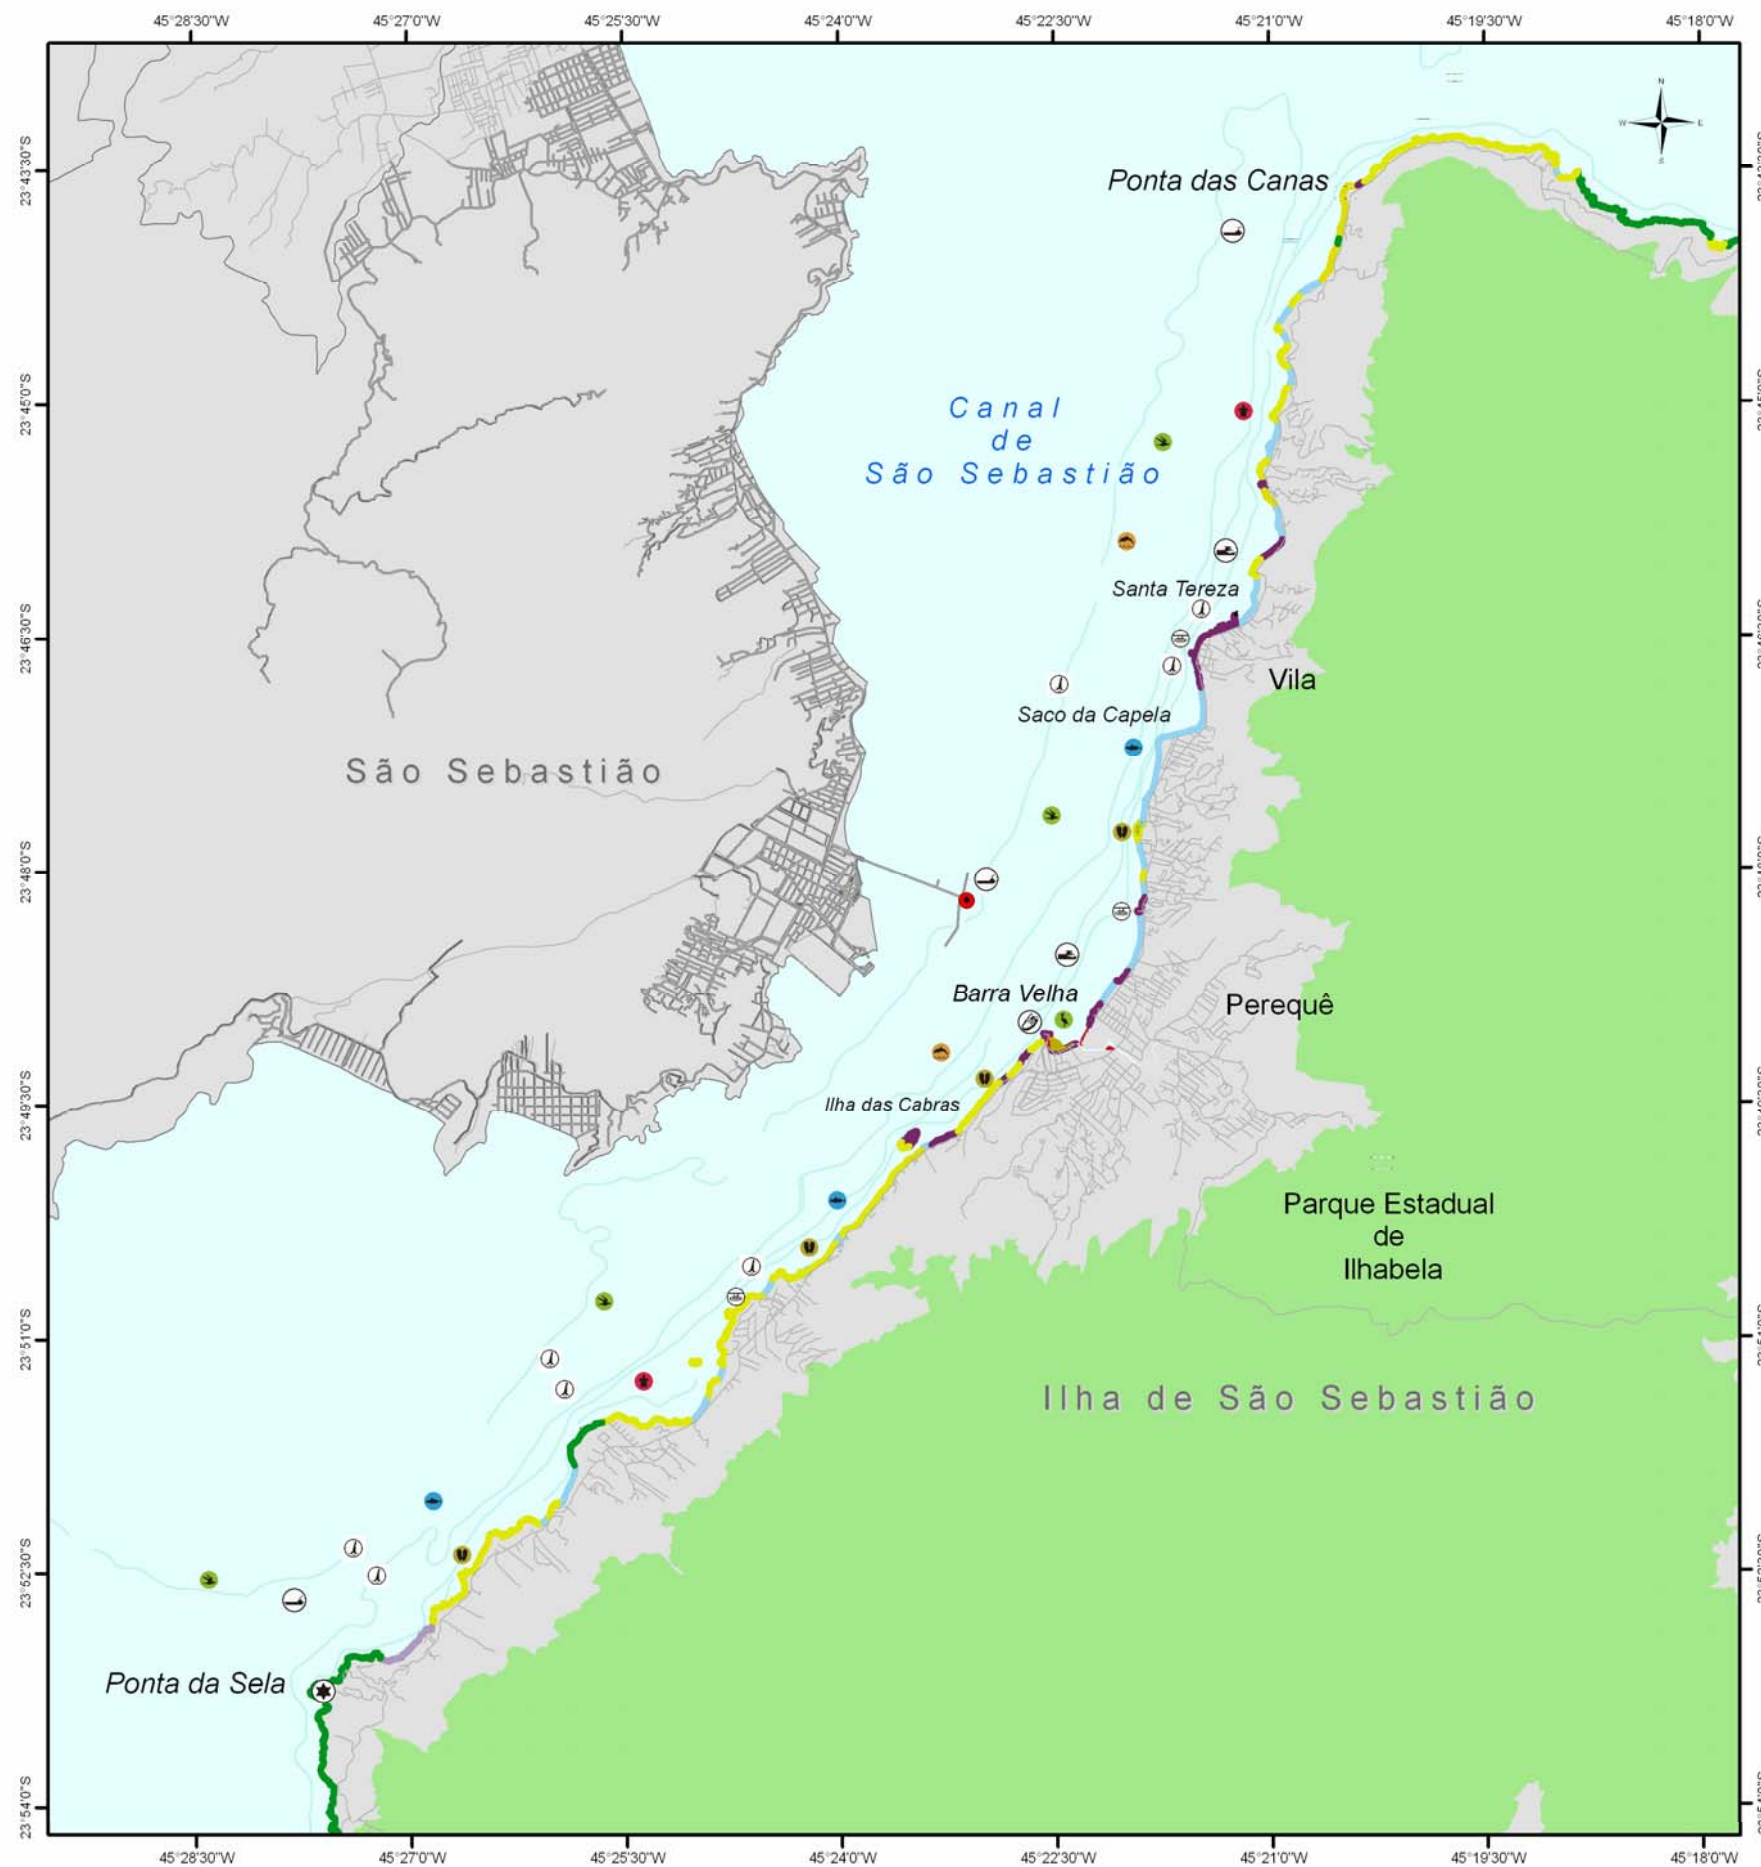 45°28'30"W 45°27'0"W 45°25'30"W 45°24'0"W 45°22'30"W 45°21'0"W 45°19'30"W 45°18'0"W
N
W E
S
23°43'30"S
Ponta das Canas
23°45'0"S
Canal
de
São Sebastião
Santa Tereza
23°46'30"S
Vila
Saco da Capela
São Sebastião
23°48'0"S
Barra Velha
Perequê
23°49'30"S
Ilha das Cabras
Parque Estadual
de
Ilhabela
23°51'0"S
Ilha de São Sebastião
23°52'30"S
Ponta da Sela
23°54'0"S
45°28'30"W 45°27'0"W 45°25'30"W 45°24'0"W 45°22'30"W 45°21'0"W 45°19'30"W 45°18'0"W